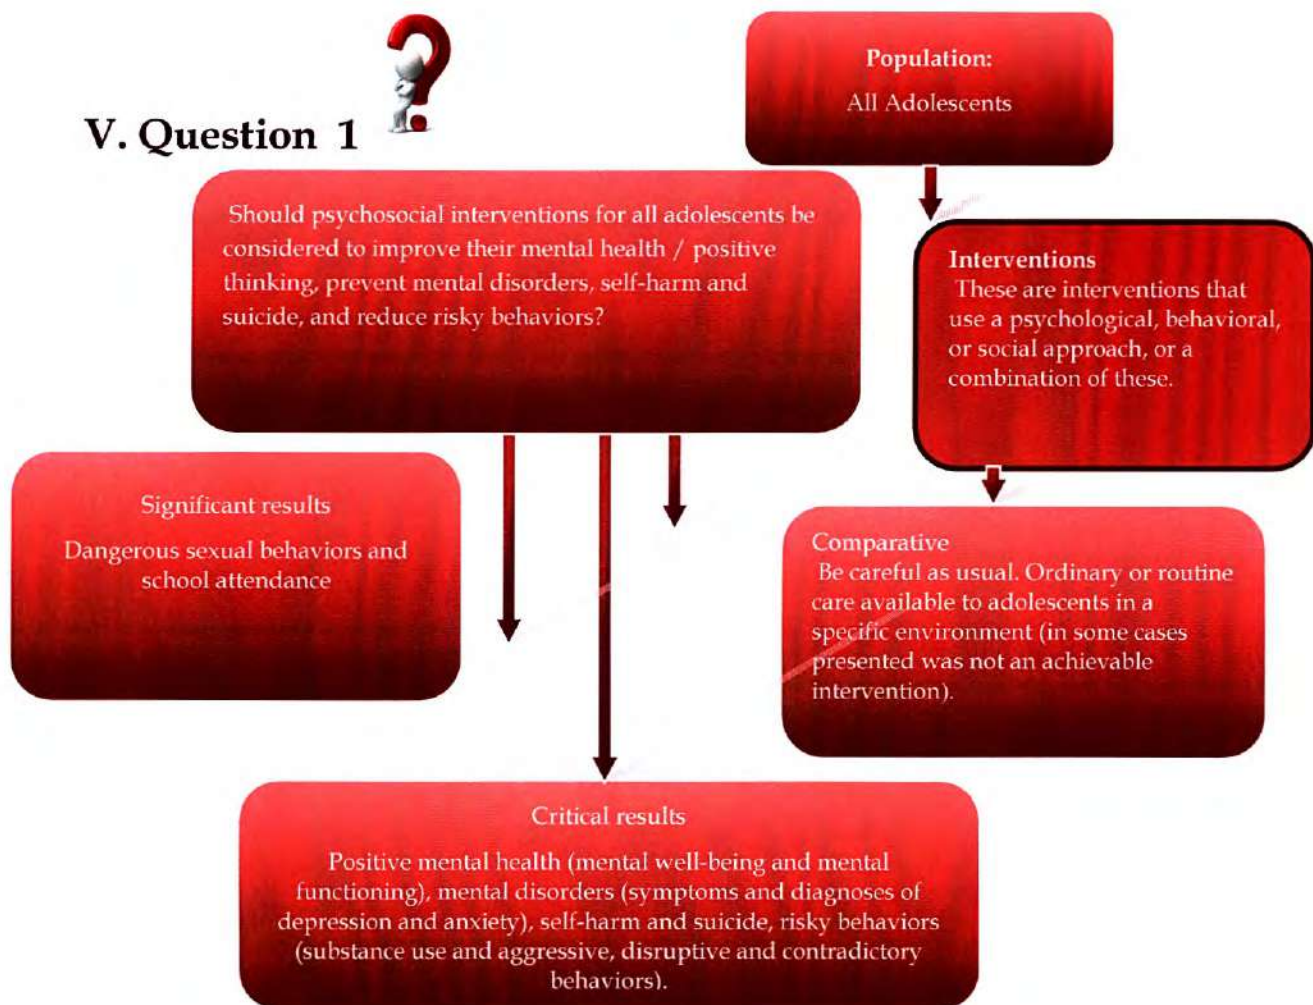 V. Question 1
Population:
All Adolescents
Should psychosocial interventions for all adolescents be
considered to improve their mental health / positive
thinking, prevent mental disorders, self-harm and
suicide, and reduce risky behaviors?
Interventions
These are interventions that
use a psychological, behavioral,
or social approach, or a
combination of these.
Significant results
Dangerous sexual behaviors and
school attendance
Comparative
Be careful as usual. Ordinary or routine
care available to adolescents in a
specific environment (in some cases
presented was not an achievable
intervention).
Critical results
Positive mental health (mental well-being and mental
functioning), mental disorders (symptoms and diagnoses of
depression and anxiety), self-harm and suicide, risky behaviors
(substance use and aggressive, disruptive and contradictory
behaviors).